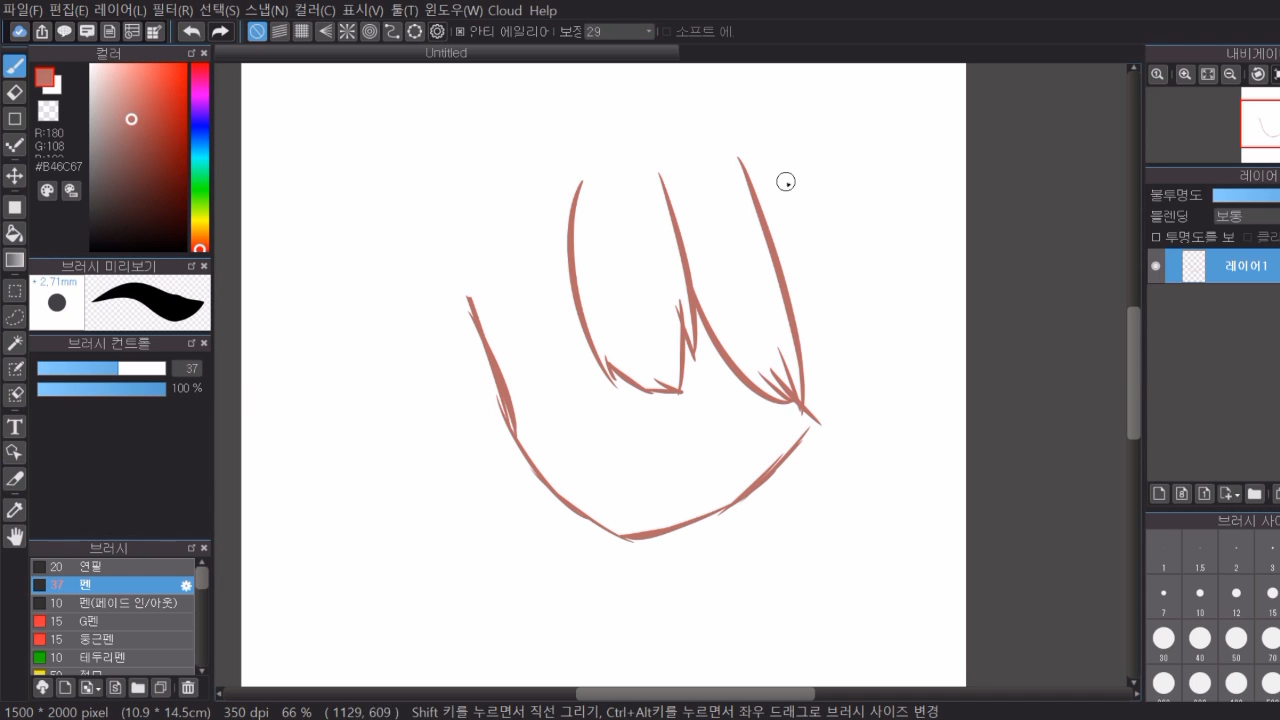 파일(F) 편집(E) 레이어(L) 필터(R) 선택(S) 스냅(N) 컬러(C) 표시(V) 툴(T) 윈도우(W) Cloud Help
안티 에일리어 보정 29 소프트 에.
컬러
Untitled
내비게이
R:180
G:108
#B46C67
브러시 미리보기
+ 2.71mm
브러시 컨트롤
37
100 %
브러시
20 연필
37 펜
10 펜(페이드 인/아웃)
15 G펜
15 둥근펜
10 테두리펜
레이어
불투명도
블렌딩 보통
투명도를 보 클리
레이어1
브러시 사이
1 1.5 2 3
7 10 12 15
30 40 50 70
1500 * 2000 pixel (10.9 * 14.5cm) 350 dpi 66 % ( 1129, 609 ) Shift 키를 누르면서 직선 그리기, Ctrl+Alt키를 누르면서 좌우 드래그로 브러시 사이즈 변경